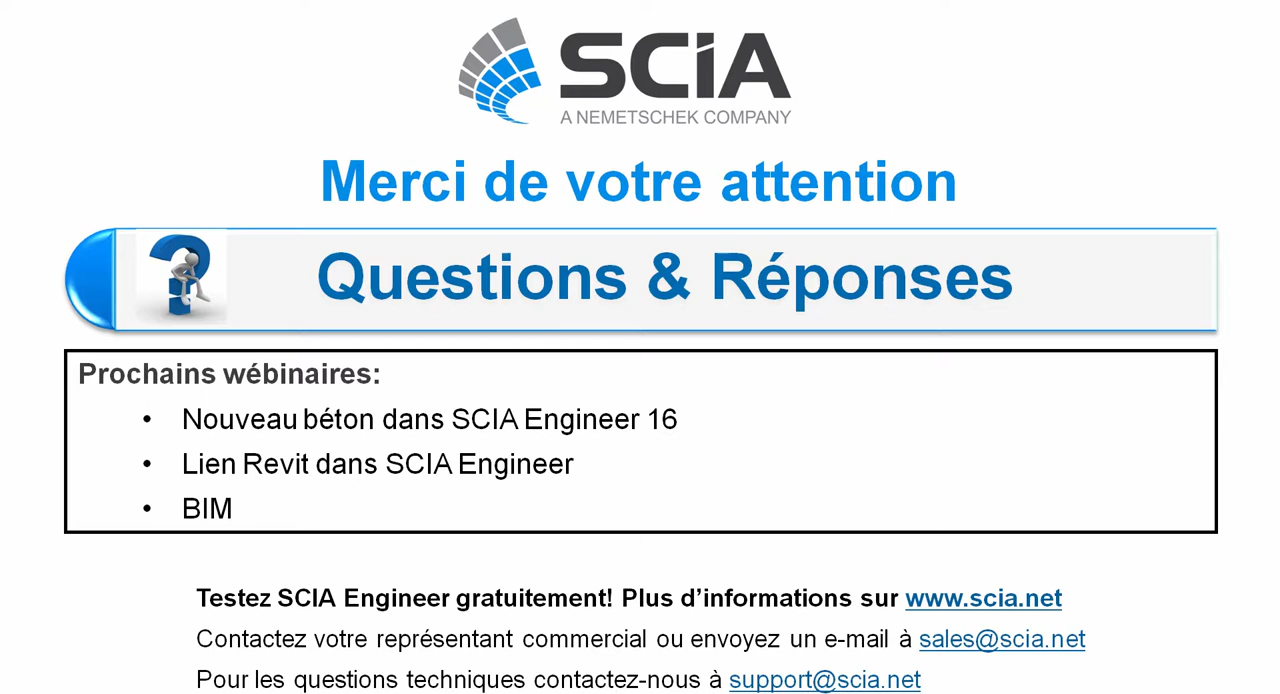 SCiA
A NEMETSCHEK COMPANY
Merci de votre attention
Questions & Réponses
Prochains wébinaires:
• Nouveau béton dans SCIA Engineer 16
• Lien Revit dans SCIA Engineer
• BIM
Testez SCIA Engineer gratuitement! Plus d’informations sur www.scia.net
Contactez votre représentant commercial ou envoyez un e-mail à sales@scia.net
Pour les questions techniques contactez-nous à support@scia.net